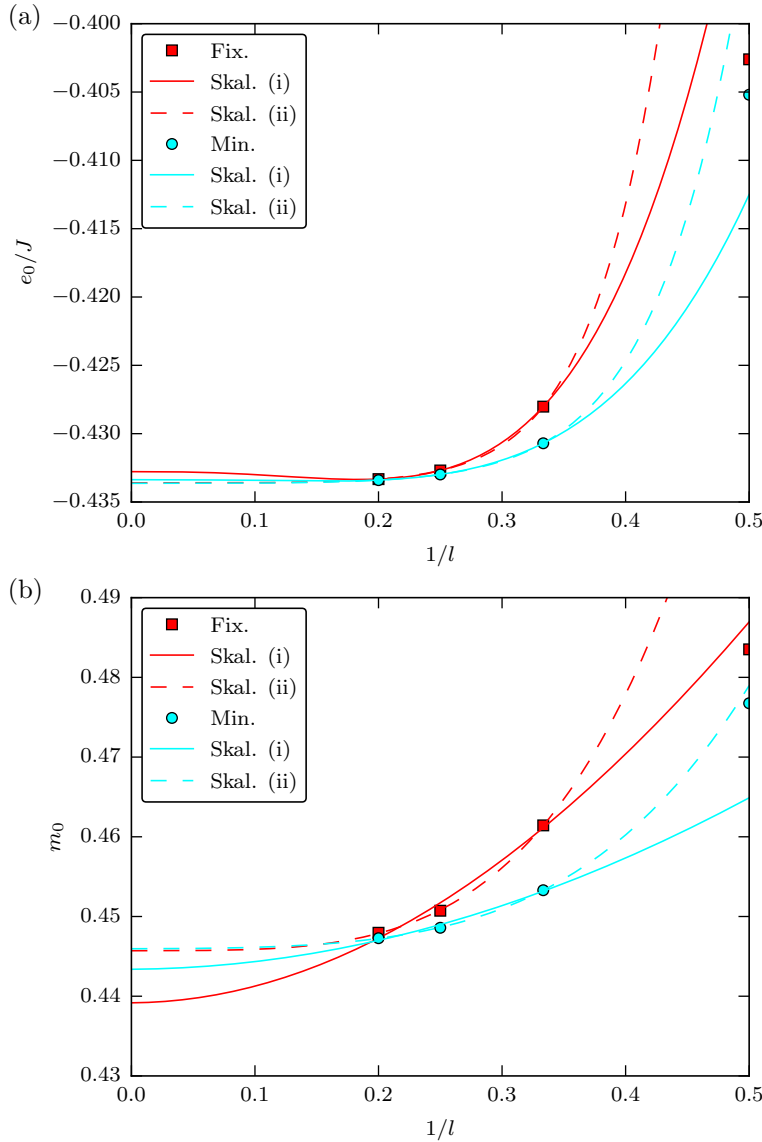 (a)
−0.400
−0.405
−0.410
−0.415
−0.420
−0.425
−0.430
−0.435
e₀/J
Fix.
Skal. (i)
Skal. (ii)
Min.
Skal. (i)
Skal. (ii)
0.0 0.1 0.2 0.3 0.4 0.5
1/l
(b)
0.49
0.48
0.47
0.46
0.45
0.44
0.43
m₀
Fix.
Skal. (i)
Skal. (ii)
Min.
Skal. (i)
Skal. (ii)
0.0 0.1 0.2 0.3 0.4 0.5
1/l